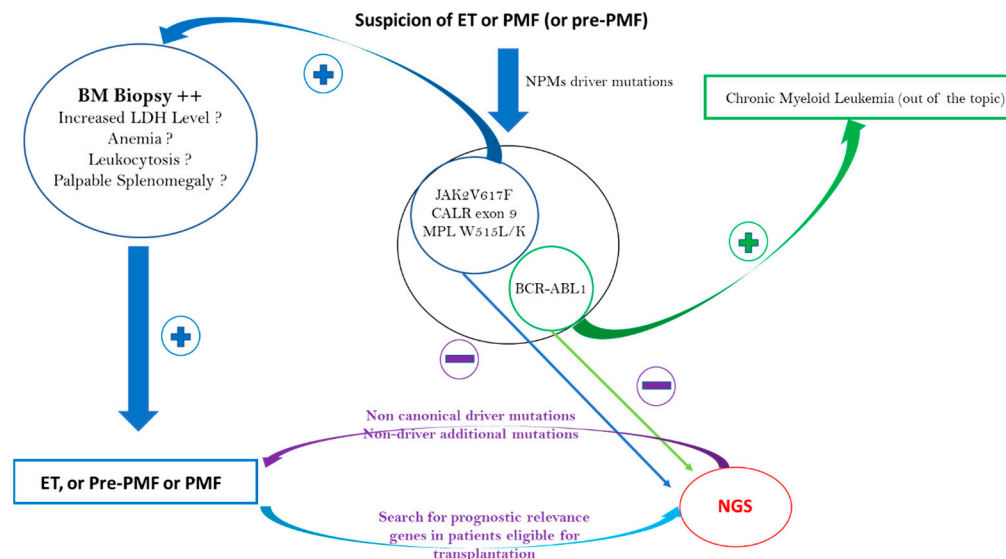 Suspicion of ET or PMF (or pre-PMF)
NPMs driver mutations
BM Biopsy ++
Increased LDH Level ?
Anemia ?
Leukocytosis ?
Palpable Splenomegaly ?
Chronic Myeloid Leukemia (out of the topic)
JAK2V617F
CALR exon 9
MPL W515L/K
BCR-ABL1
Non canonical driver mutations
Non-driver additional mutations
ET, or Pre-PMF or PMF
NGS
Search for prognostic relevance
genes in patients eligible for
transplantation